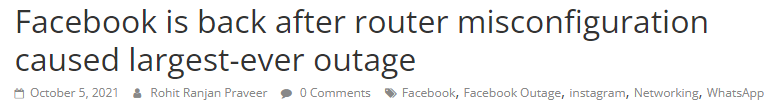 Facebook is back after router misconfiguration
caused largest-ever outage
October 5, 2021 Rohit Ranjan Praveer 0 Comments Facebook, Facebook Outage, instagram, Networking, WhatsApp